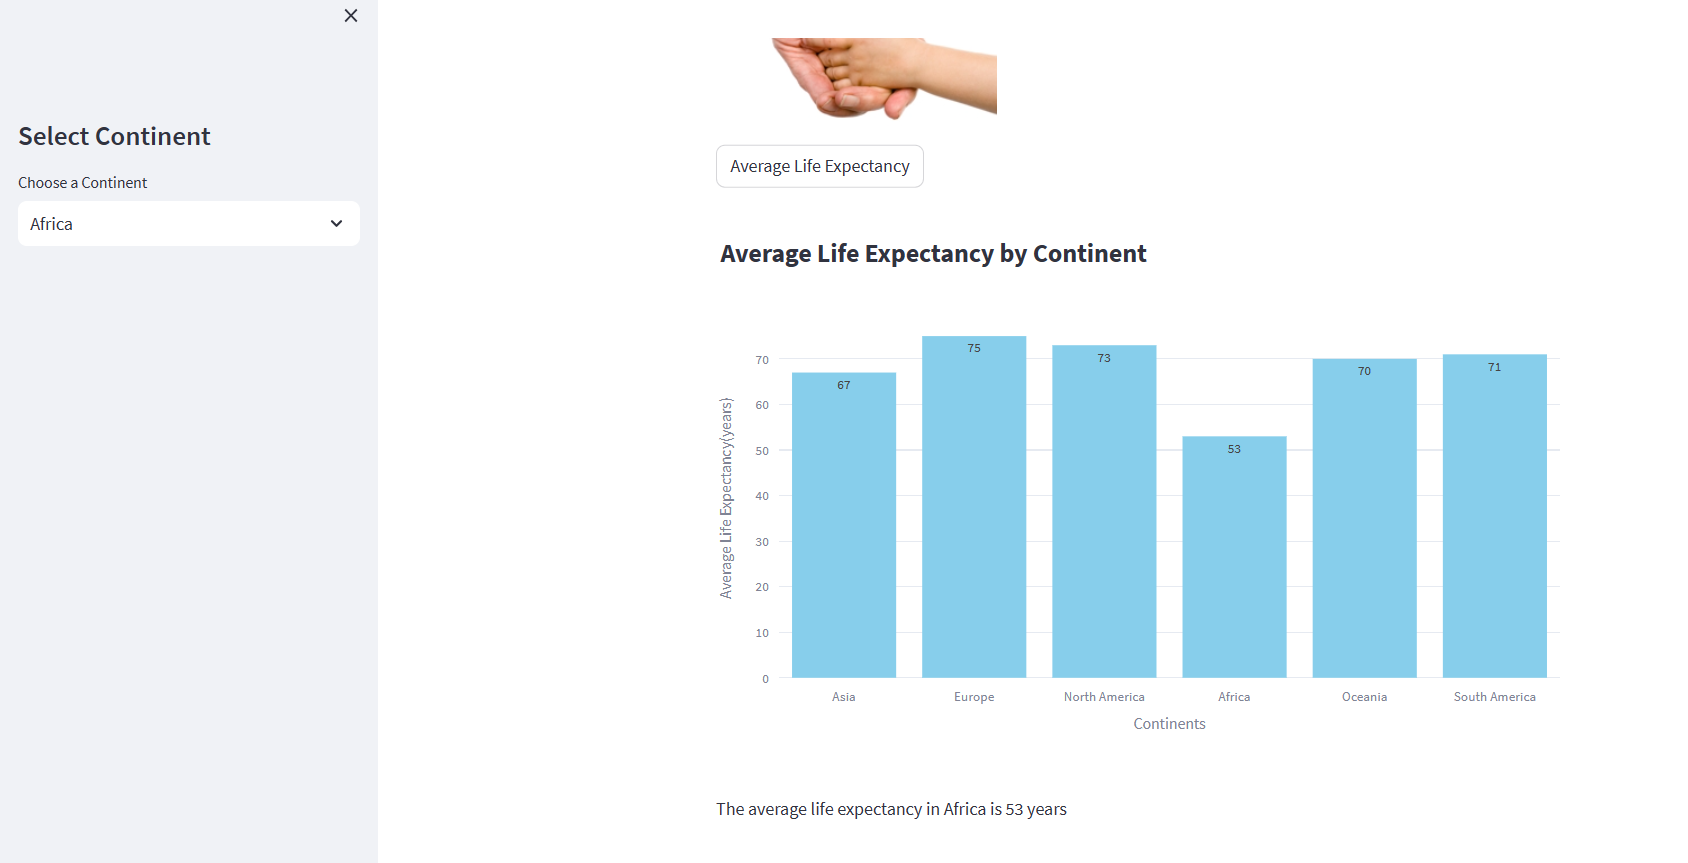 Select Continent
Choose a Continent
Africa
Average Life Expectancy
Average Life Expectancy by Continent
Average Life Expectancy(years)
70
60
50
40
30
20
10
0
67
75
73
53
70
71
Asia
Europe
North America
Africa
Oceania
South America
Continents
The average life expectancy in Africa is 53 years